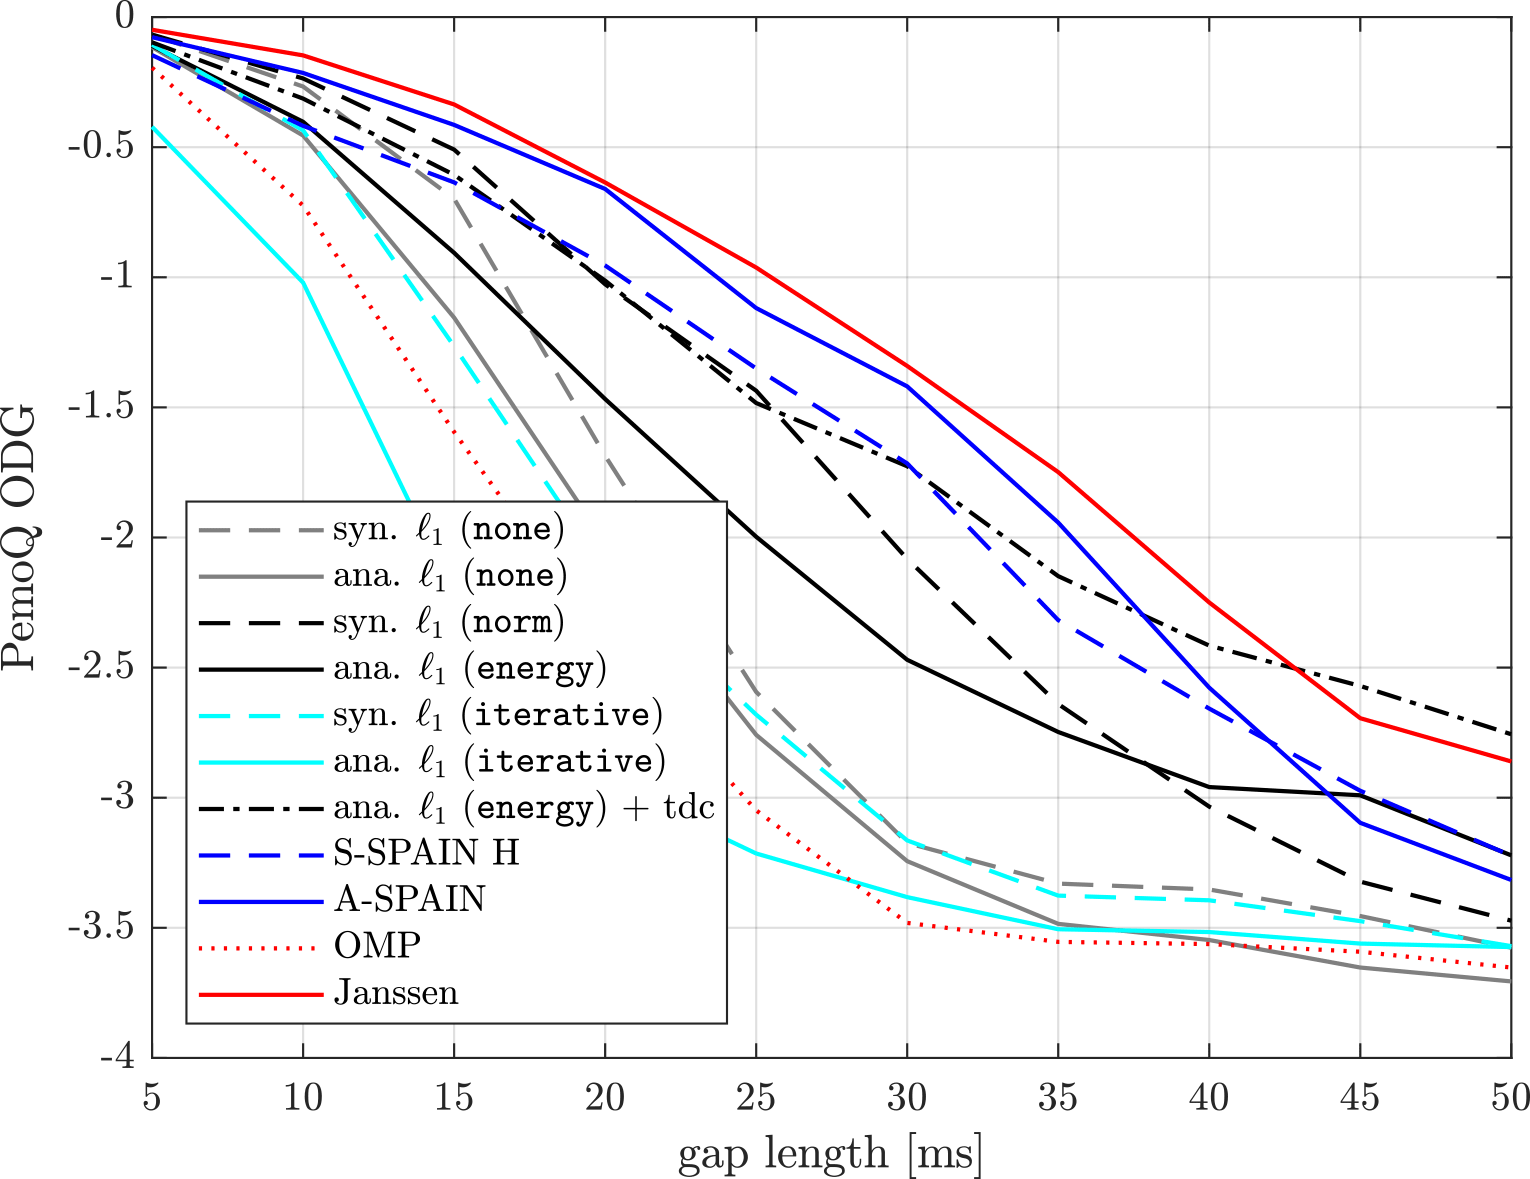 0
-0.5
-1
-1.5
-2
-2.5
-3
-3.5
-4
PemoQ ODG
syn. ℓ1 (none)
ana. ℓ1 (none)
syn. ℓ1 (norm)
ana. ℓ1 (energy)
syn. ℓ1 (iterative)
ana. ℓ1 (iterative)
ana. ℓ1 (energy) + tdc
S-SPAIN H
A-SPAIN
OMP
Janssen
5 10 15 20 25 30 35 40 45 50
gap length [ms]